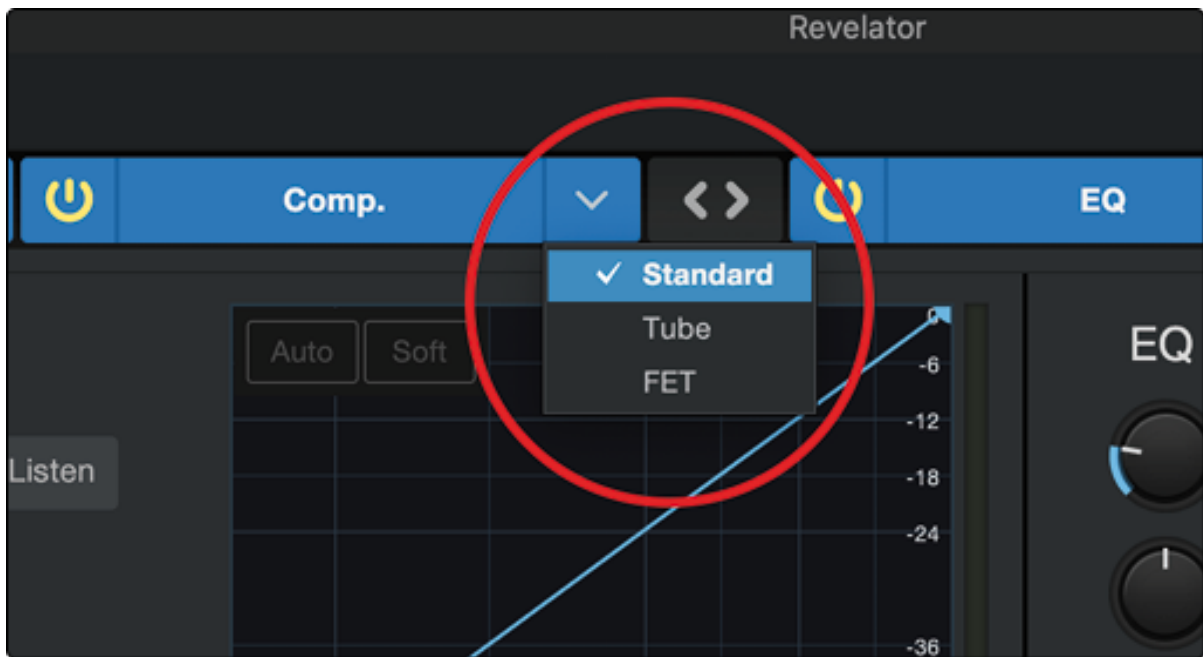 Revelator
Comp.
EQ
Standard
Tube
FET
Auto
Soft
Listen
EQ
0
-6
-12
-18
-24
-36